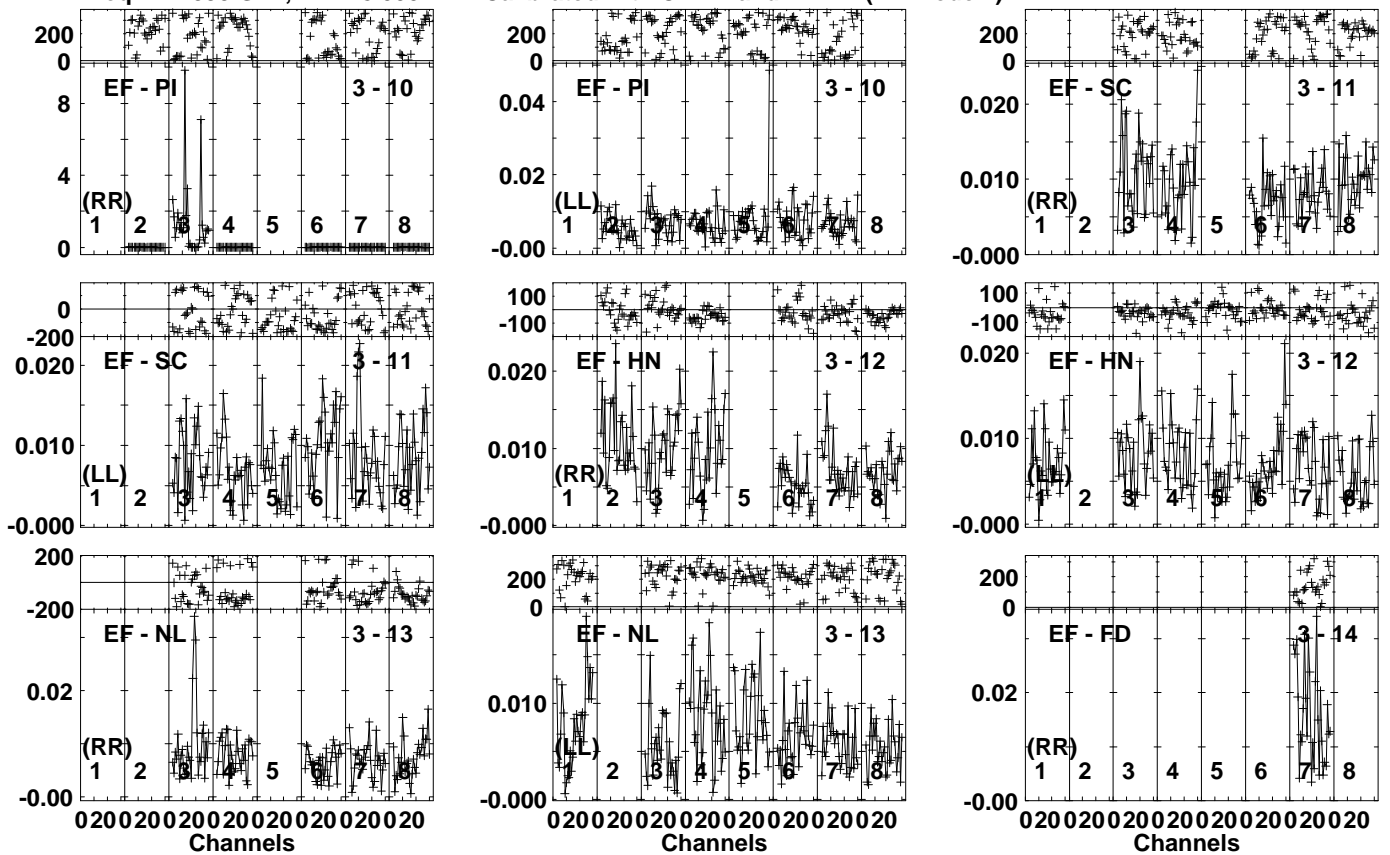 200 200 200
0 0 0
EF - PI 3 - 10 EF - PI 3 - 10 EF - SC 3 - 11
8 0.04 0.020
4 0.02 0.010
(RR) (LL) (RR)
1 2 3 4 5 6 7 8 1 2 3 4 5 6 7 8 1 2 3 4 5 6 7 8
0 -0.00 -0.000
0 100 100
-200 -100 -100
EF - SC 3 - 11 EF - HN 3 - 12 EF - HN 3 - 12
0.020 0.020 0.020
0.010 0.010 0.010
(LL) (RR) (LL)
1 2 3 4 5 6 7 8 1 2 3 4 5 6 7 8 1 2 3 4 5 6 7 8
-0.000 -0.000 -0.000
200 200 200
-200 0 0
EF - NL 3 - 13 EF - NL 3 - 13 EF - FD 3 - 14
0.02 0.010 0.02
(RR) (LL) (RR)
1 2 3 4 5 6 7 8 1 2 3 4 5 6 7 8 1 2 3 4 5 6 7 8
-0.00 -0.000 -0.00
0 20 0 20 0 20 0 20 0 20 0 20 0 20 0 20 0 20 0 20 0 20 0 20 0 20 0 20 0 20 0 20 0 20 0 20 0 20 0 20 0 20 0 20 0 20 0 20
Channels Channels Channels